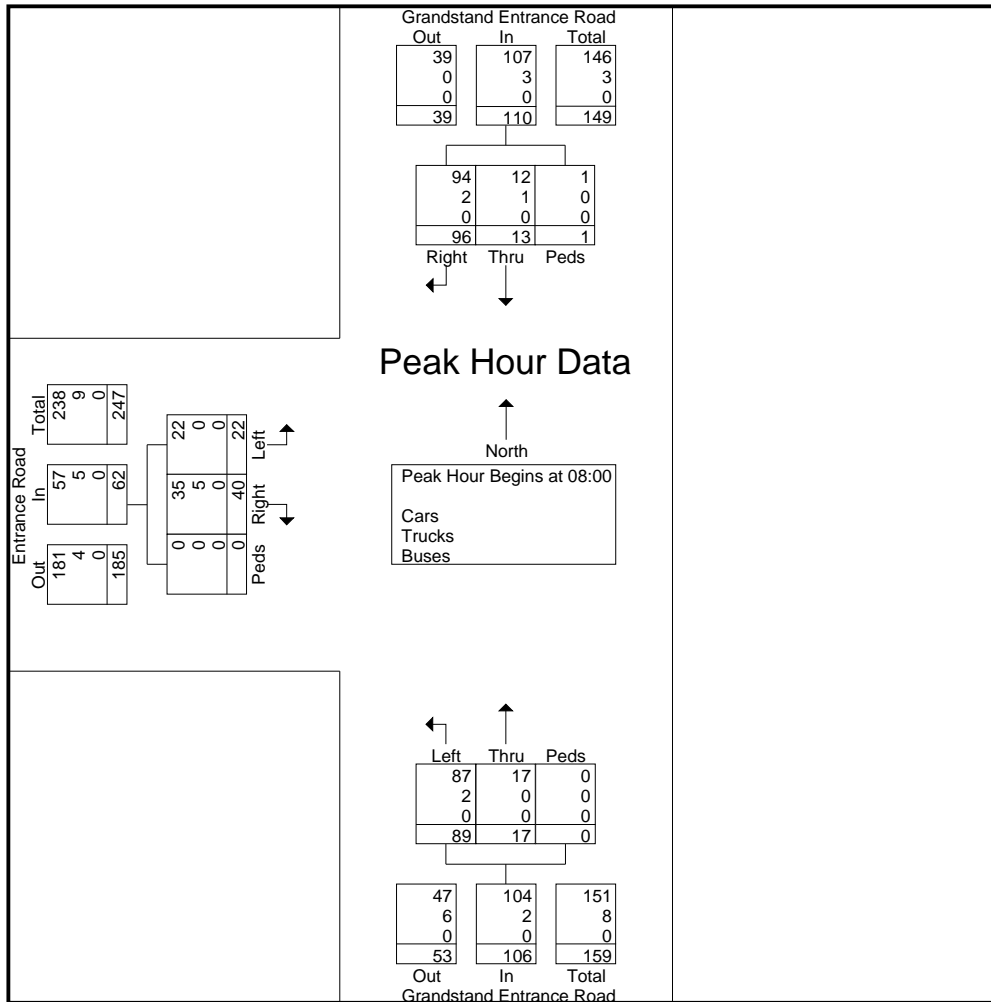 Grandstand Entrance Road
Out In Total
39 107 146
0 3 3
0 0 0
39 110 149
94 12 1
2 1 0
0 0 0
96 13 1
Right Thru Peds
Peak Hour Data
Entrance Road
Total
238
9
0
247
In
57
5
0
62
Out
181
4
0
185
22
0
0
22
Left
35
5
0
40
Right
0
0
0
0
Peds
North
Peak Hour Begins at 08:00
Cars
Trucks
Buses
Left Thru Peds
87 17 0
2 0 0
0 0 0
89 17 0
47 104 151
6 2 8
0 0 0
53 106 159
Out In Total
Grandstand Entrance Road